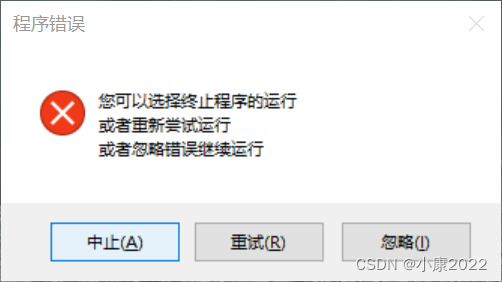 程序错误
您可以选择终止程序的运行
或者重新尝试运行
或者忽略错误继续运行
中止(A) 重试(R) 忽略(I)
CSDN @小康2022